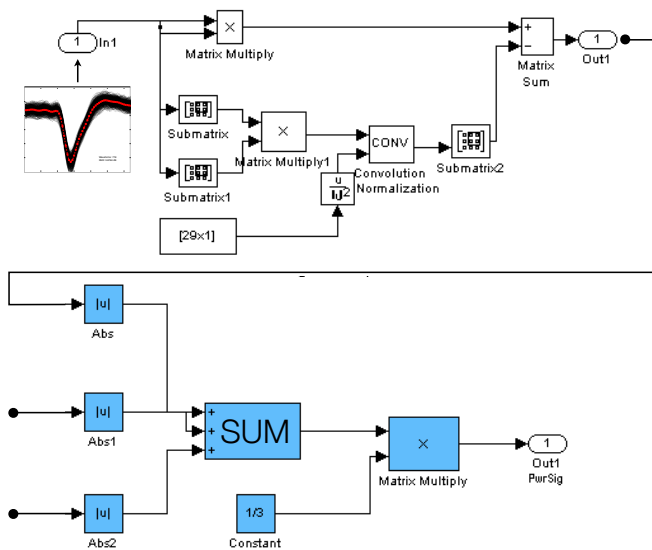 1
In1
×
Matrix Multiply
+
−
Matrix
Sum
1
Out1
Submatrix
Submatrix1
×
Matrix Multiply1
CONV
Convolution
Submatrix2
u
Normalization
[29x1]
|u|
Abs
|u|
Abs1
|u|
Abs2
+
+
+
SUM
1/3
Constant
×
Matrix Multiply
1
Out1
PwrSig